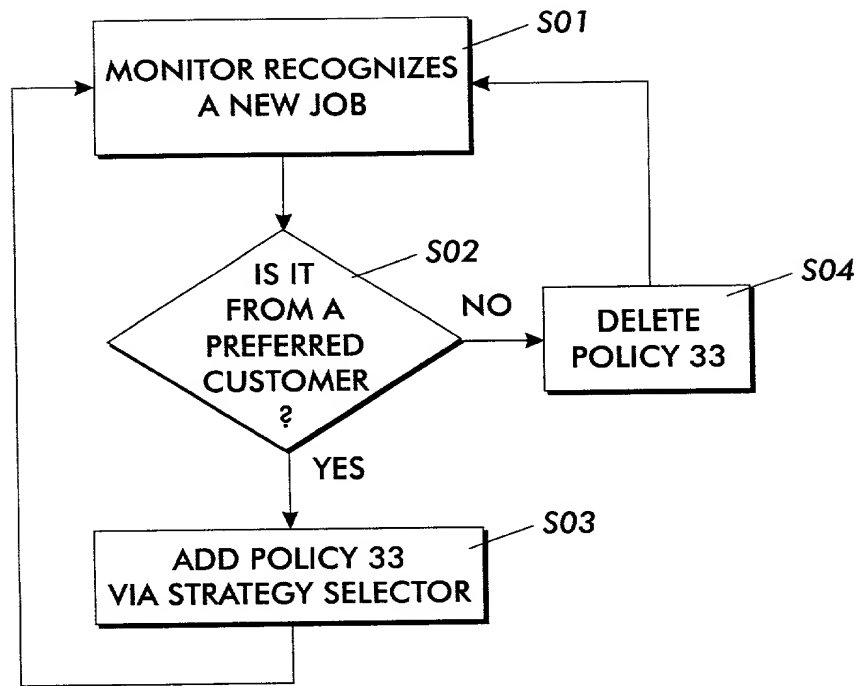 S01
MONITOR RECOGNIZES
A NEW JOB
S02
IS IT
FROM A
PREFERRED
CUSTOMER
?
NO
S04
DELETE
POLICY 33
YES
S03
ADD POLICY 33
VIA STRATEGY SELECTOR